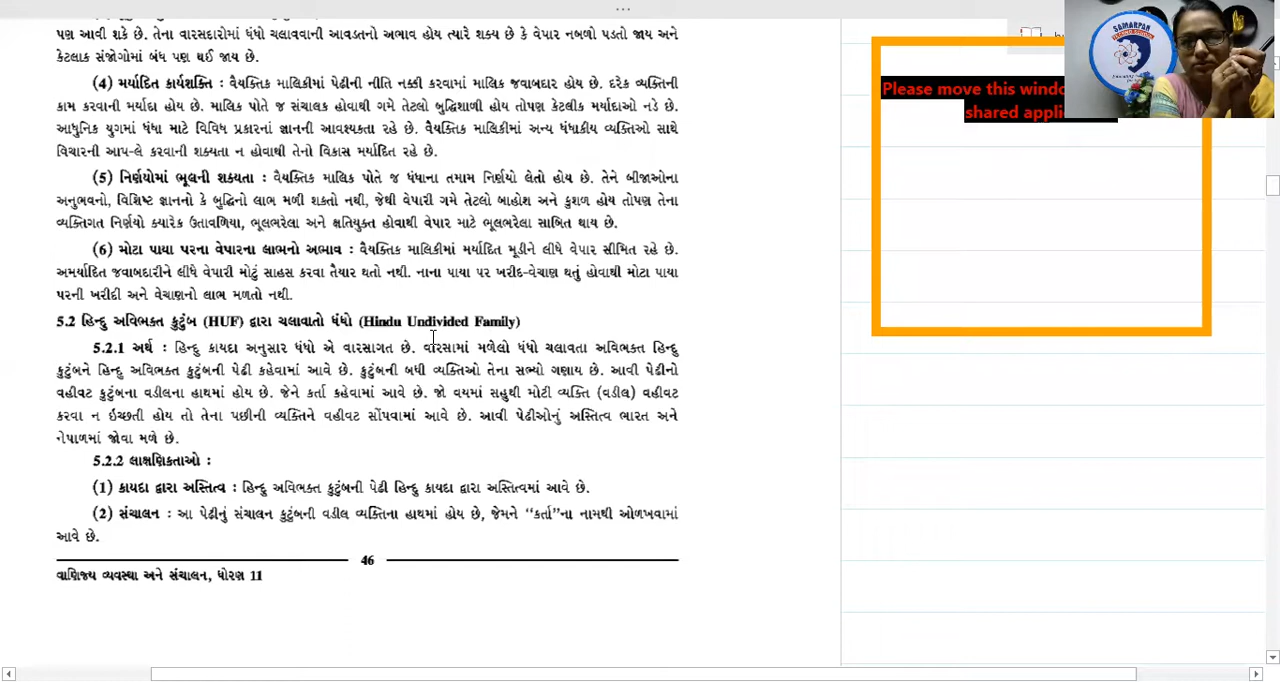 પણ આવી શકે છે. તેના વારસદારોમાં ધંધો ચલાવવાની આવડતનો અભાવ હોય ત્યારે શક્ય છે કે વેપાર નબળો પડતો જાય અને
કેટલાક સંજોગોમાં બંધ પણ થઈ જાય છે.
(4) મર્યાદિત કાર્યશક્તિ : વૈયક્તિક માલિકીમાં પેઢીની નીતિ નક્કી કરવામાં માલિક જવાબદાર હોય છે. દરેક વ્યક્તિની
કામ કરવાની મર્યાદા હોય છે. માલિક પોતે જ સંચાલક હોવાથી ગમે તેટલો બુદ્ધિશાળી હોય તોપણ કેટલીક મર્યાદાઓ નડે છે.
આધુનિક યુગમાં ધંધા માટે વિવિધ પ્રકારનાં જ્ઞાનની આવશ્યકતા રહે છે. વૈયક્તિક માલિકીમાં અન્ય ધંધાકીય વ્યક્તિઓ સાથે
વિચારની આપ-લે કરવાની શક્યતા ન હોવાથી તેનો વિકાસ મર્યાદિત રહે છે.
(5) નિર્ણયોમાં ભૂલની શક્યતા : વૈયક્તિક માલિક પોતે જ ધંધાના તમામ નિર્ણયો લેતો હોય છે. તેને બીજાઓના
અનુભવનો, વિશિષ્ટ જ્ઞાનનો કે બુદ્ધિનો લાભ મળી શક્તો નથી, જેથી વેપારી ગમે તેટલો બાહોશ અને કુશળ હોય તોપણ તેના
વ્યક્તિગત નિર્ણયો ક્યારેક ઉતાવળિયા, ભૂલભરેલા અને ક્ષતિયુક્ત હોવાથી વેપાર માટે ભૂલભરેલા સાબિત થાય છે.
(6) મોટા પાયા પરના વેપારના લાભનો અભાવ : વૈયક્તિક માલિકીમાં મર્યાદિત મૂડીને લીધે વેપાર સીમિત રહે છે.
અમર્યાદિત જવાબદારીને લીધે વેપારી મોટું સાહસ કરવા તૈયાર થતો નથી. નાના પાયા પર ખરીદ-વેચાણ થતું હોવાથી મોટા પાયા
પરની ખરીદી અને વેચાણનો લાભ મળતો નથી.
5.2 હિન્દુ અવિભક્ત કુટુંબ (HUF) દ્વારા ચલાવાતો ધંધો (Hindu Undivided Family)
5.2.1 અર્થ : હિન્દુ કાયદા અનુસાર ધંધો એ વારસાગત છે. વારસામાં મળેલો ધંધો ચલાવતા અવિભક્ત હિન્દુ
કુટુંબને હિન્દુ અવિભક્ત કુટુંબની પેઢી કહેવામાં આવે છે. કુટુંબની બધી વ્યક્તિઓ તેના સભ્યો ગણાય છે. આવી પેઢીનો
વહીવટ કુટુંબના વડીલના હાથમાં હોય છે. જેને કર્તા કહેવામાં આવે છે. જો વયમાં સહુથી મોટી વ્યક્તિ (વડીલ) વહીવટ
કરવા ન ઇચ્છતી હોય તો તેના પછીની વ્યક્તિને વહીવટ સોંપવામાં આવે છે. આવી પેઢીઓનું અસ્તિત્વ ભારત અને
નેપાળમાં જોવા મળે છે.
5.2.2 લાક્ષણિકતાઓ :
(1) કાયદા દ્વારા અસ્તિત્વ : હિન્દુ અવિભક્ત કુટુંબની પેઢી હિન્દુ કાયદા દ્વારા અસ્તિત્વમાં આવે છે.
(2) સંચાલન : આ પેઢીનું સંચાલન કુટુંબની વડીલ વ્યક્તિના હાથમાં હોય છે, જેમને “કર્તા”ના નામથી ઓળખવામાં
આવે છે.
46
વાણિજ્ય વ્યવસ્થા અને સંચાલન, ધોરણ 11
Please move this
shared
SAMARPAN